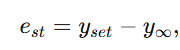 e_{st} = y_{set} − y_∞,